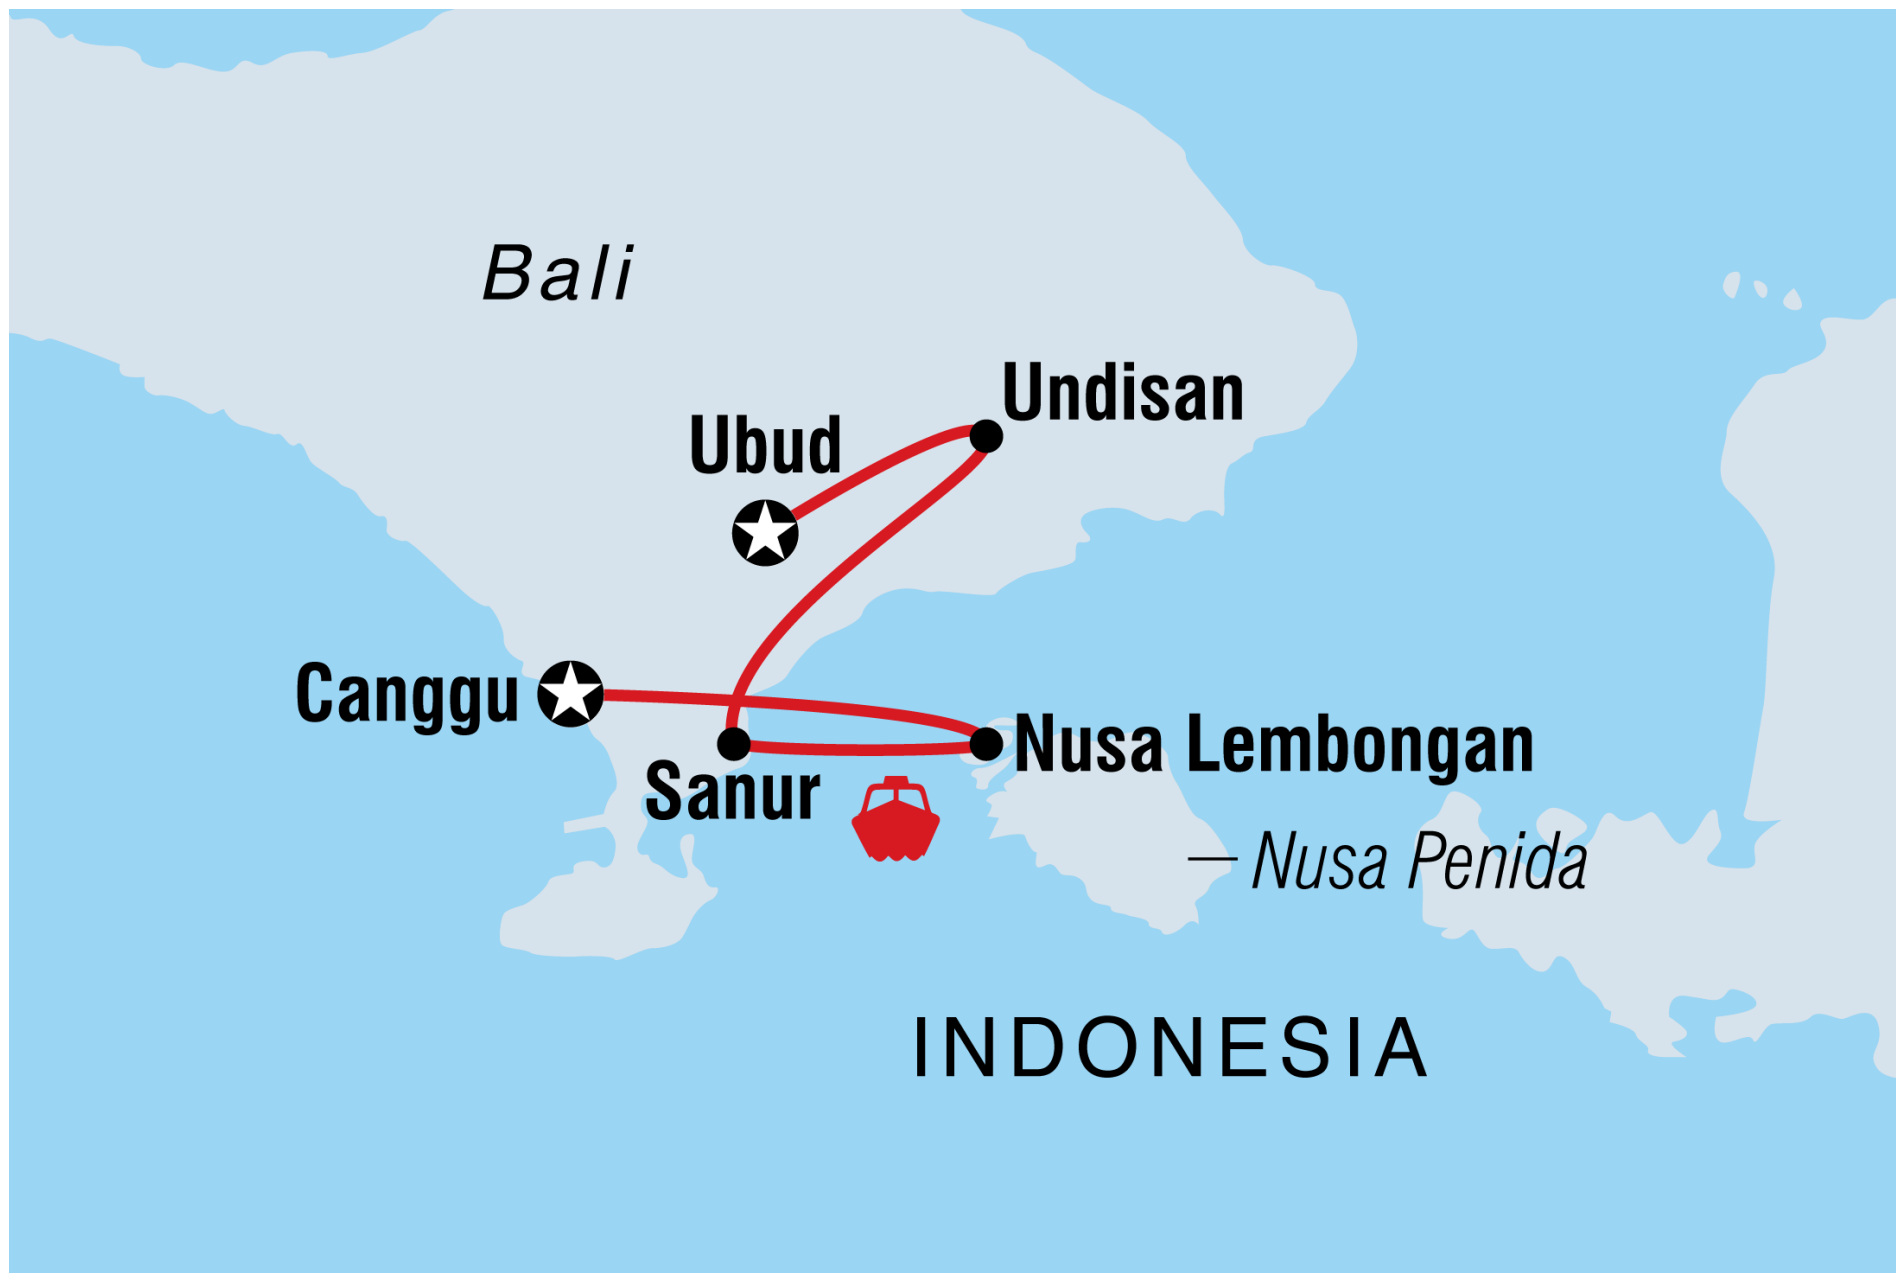 Bali
Undisan
Ubud
Canggu
Nusa Lembongan
Sanur
Nusa Penida
INDONESIA